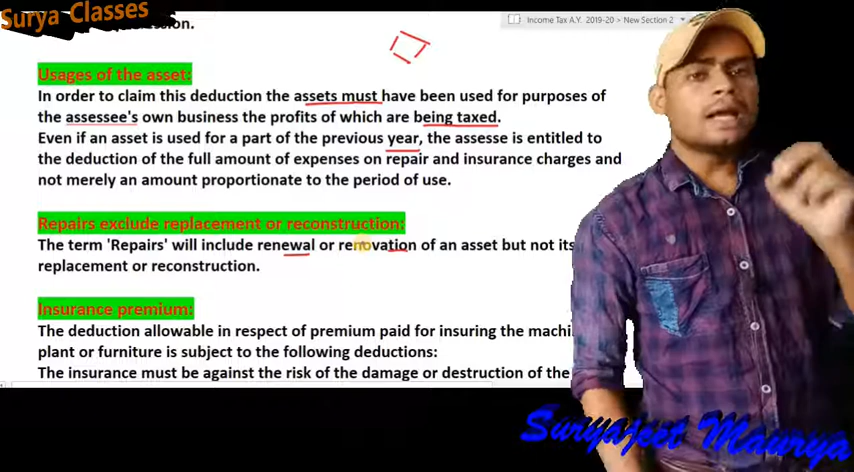 Surya Classes
ssion.
Income Tax A.Y. 2019-20 > New Section 2
Usages of the asset:
In order to claim this deduction the assets must have been used for purposes of
the assessee's own business the profits of which are being taxed.
Even if an asset is used for a part of the previous year, the assesse is entitled to
the deduction of the full amount of expenses on repair and insurance charges and
not merely an amount proportionate to the period of use.
Repairs exclude replacement or reconstruction:
The term 'Repairs' will include renewal or renovation of an asset but not its
replacement or reconstruction.
Insurance premium:
The deduction allowable in respect of premium paid for insuring the machi
plant or furniture is subject to the following deductions:
The insurance must be against the risk of the damage or destruction of the
Suryajeet Maurya